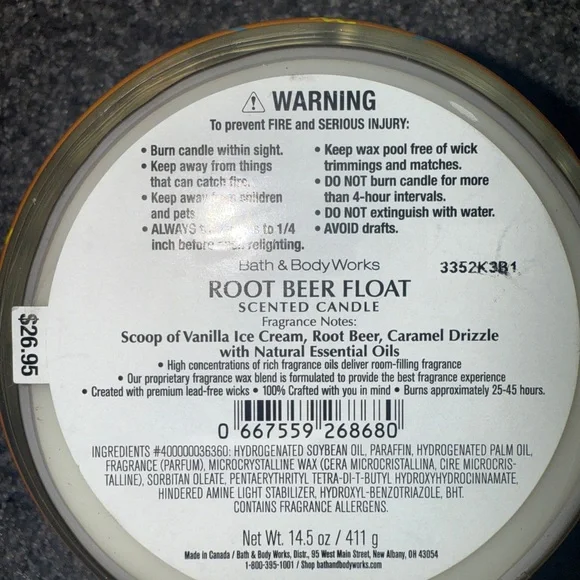 ⚠ WARNING
To prevent FIRE and SERIOUS INJURY:
• Burn candle within sight.
• Keep away from things
that can catch fire.
• Keep away from children
and pets
• ALWAYS to 1/4
inch before relighting.
• Keep wax pool free of wick
trimmings and matches.
• DO NOT burn candle for more
than 4-hour intervals.
• DO NOT extinguish with water.
• AVOID drafts.
Bath & Body Works
3352K3B1
ROOT BEER FLOAT
SCENTED CANDLE
Fragrance Notes:
Scoop of Vanilla Ice Cream, Root Beer, Caramel Drizzle
with Natural Essential Oils
• High concentrations of rich fragrance oils deliver room-filling fragrance
• Our proprietary fragrance wax blend is formulated to provide the best fragrance experience
• Created with premium lead-free wicks • 100% Crafted with you in mind • Burns approximately 25-45 hours.
$26.95
0 667559 268680
INGREDIENTS #400000036360: HYDROGENATED SOYBEAN OIL, PARAFFIN, HYDROGENATED PALM OIL,
FRAGRANCE (PARFUM), MICROCRYSTALLINE WAX (CERA MICROCRISTALLINA, CIRE MICROCRIS-
TALLINE), SORBITAN OLEATE, PENTAERYTHRITYL TETRA-DI-T-BUTYL HYDROXYHYDROCINNAMATE,
HINDERED AMINE LIGHT STABILIZER, HYDROXYL-BENZOTRIAZOLE, BHT.
CONTAINS FRAGRANCE ALLERGENS.
Net Wt. 14.5 oz / 411 g
Made in Canada / Bath & Body Works, Distr., 95 West Main Street, New Albany, OH 43054
1-800-395-1001 / Shop bathandbodyworks.com